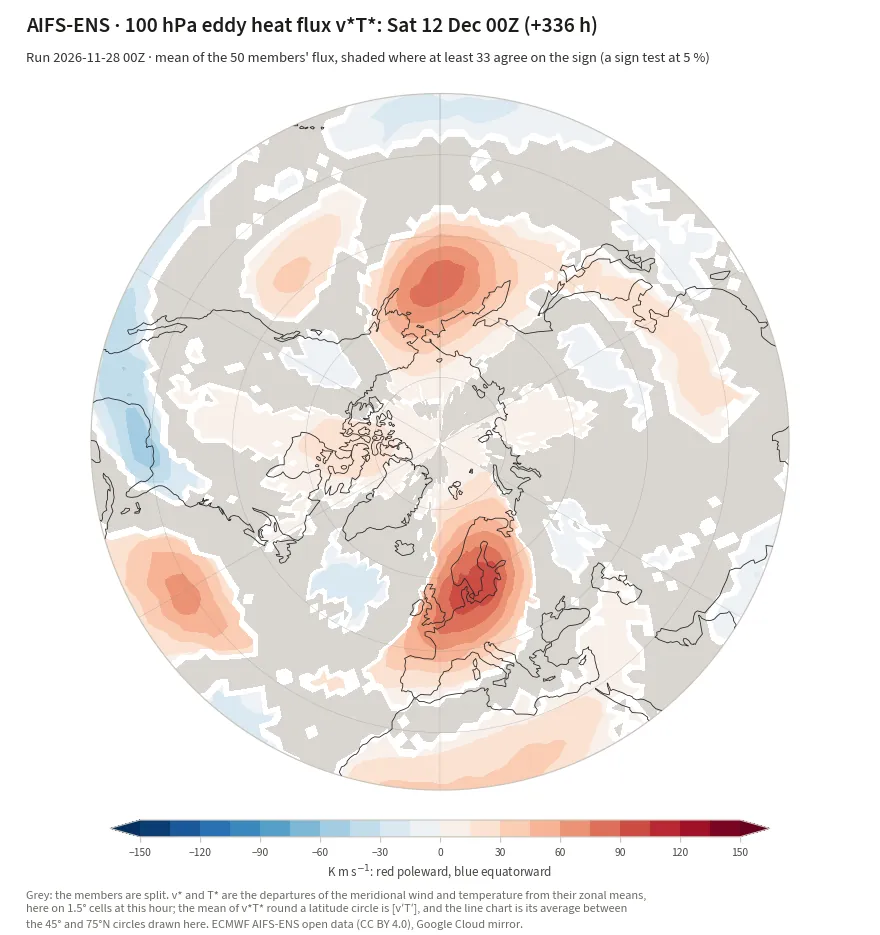 AIFS-ENS · 100 hPa eddy heat flux v*T*: Sat 12 Dec 00Z (+336 h)
Run 2026-11-28 00Z · mean of the 50 members' flux, shaded where at least 33 agree on the sign (a sign test at 5 %)
−150 −120 −90 −60 −30 0 30 60 90 120 150
K m s⁻¹: red poleward, blue equatorward
Grey: the members are split. v* and T* are the departures of the meridional wind and temperature from their zonal means,
here on 1.5° cells at this hour; the mean of v*T* round a latitude circle is [v'T'], and the line chart is its average between
the 45° and 75°N circles drawn here. ECMWF AIFS-ENS open data (CC BY 4.0), Google Cloud mirror.